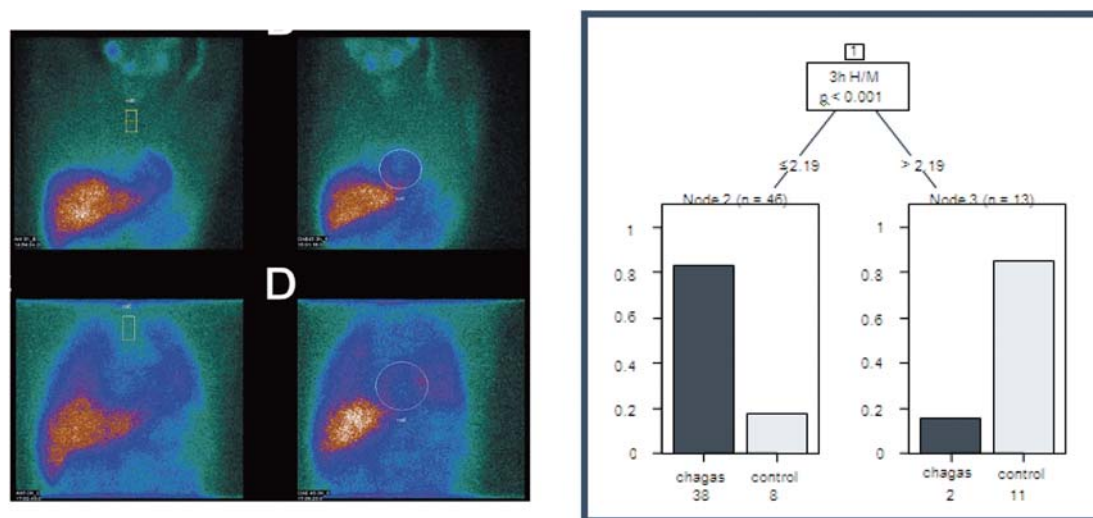 D
1
3h H/M
p < 0.001
≤2.19
> 2.19
Node 2 (n = 46)
Node 3 (n = 13)
1
0.8
0.6
0.4
0.2
0
1
0.8
0.6
0.4
0.2
0
chagas
control
38
8
chagas
control
2
11